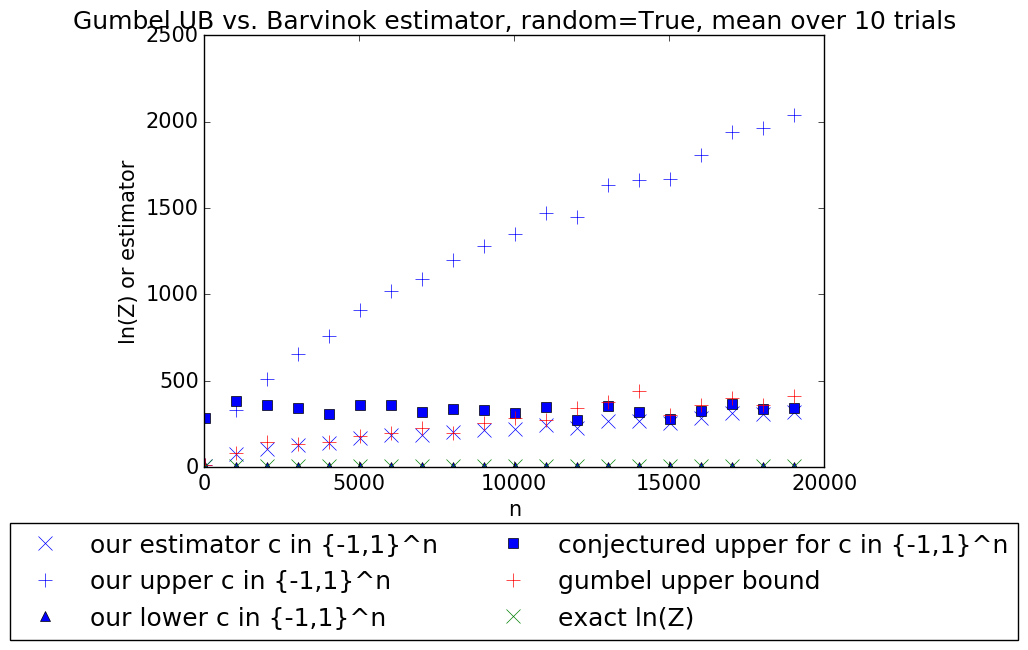 Gumbel UB vs. Barvinok estimator, random=True, mean over 10 trials
2500
2000
1500
1000
500
0
ln(Z) or estimator
0 5000 10000 15000 20000
n
our estimator c in {-1,1}^n
our upper c in {-1,1}^n
our lower c in {-1,1}^n
conjectured upper for c in {-1,1}^n
gumbel upper bound
exact ln(Z)